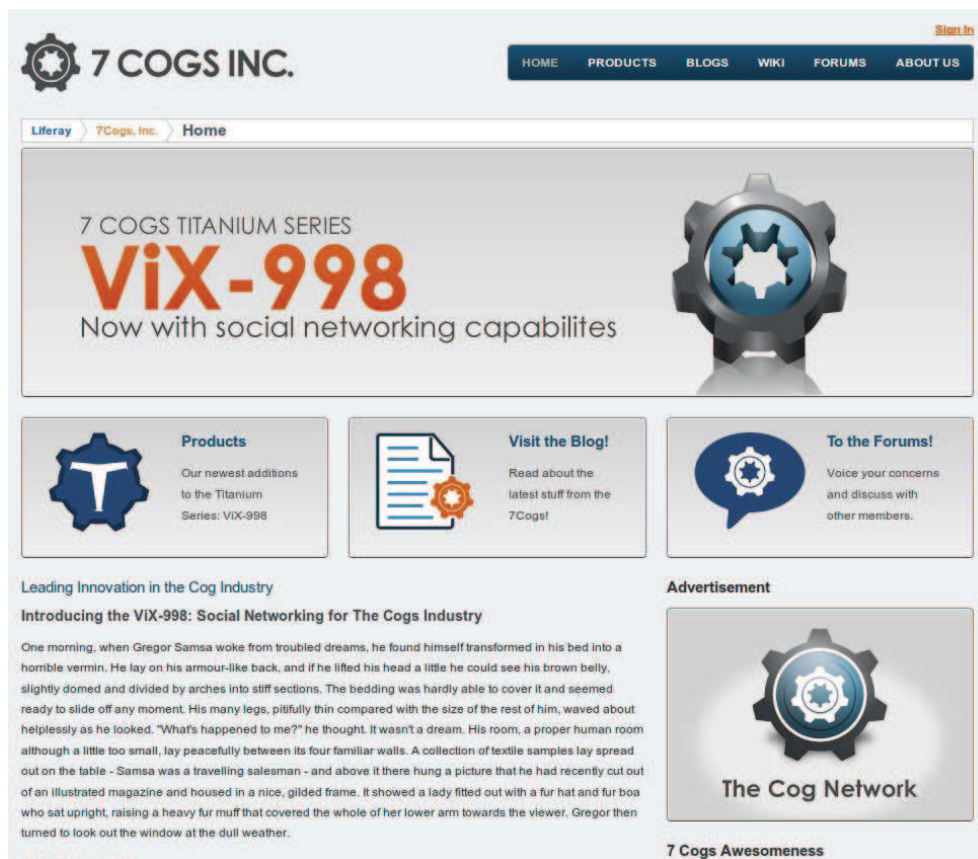 Sign In
7 COGS INC.
HOME PRODUCTS BLOGS WIKI FORUMS ABOUT US
Liferay 7Cogs, Inc. Home
7 COGS TITANIUM SERIES
ViX-998
Now with social networking capabilites
Products
Our newest additions
to the Titanium
Series: ViX-998
Visit the Blog!
Read about the
latest stuff from the
7Cogs!
To the Forums!
Voice your concerns
and discuss with
other members.
Leading Innovation in the Cog Industry
Introducing the ViX-998: Social Networking for The Cogs Industry
One morning, when Gregor Samsa woke from troubled dreams, he found himself transformed in his bed into a
horrible vermin. He lay on his armour-like back, and if he lifted his head a little he could see his brown belly,
slightly domed and divided by arches into stiff sections. The bedding was hardly able to cover it and seemed
ready to slide off any moment. His many legs, pitifully thin compared with the size of the rest of him, waved about
helplessly as he looked. "What's happened to me?" he thought. It wasn't a dream. His room, a proper human room
although a little too small, lay peacefully between its four familiar walls. A collection of textile samples lay spread
out on the table - Samsa was a travelling salesman - and above it there hung a picture that he had recently cut out
of an illustrated magazine and housed in a nice, gilded frame. It showed a lady fitted out with a fur hat and fur boa
who sat upright, raising a heavy fur muff that covered the whole of her lower arm towards the viewer. Gregor then
turned to look out the window at the dull weather.
Advertisement
The Cog Network
7 Cogs Awesomeness